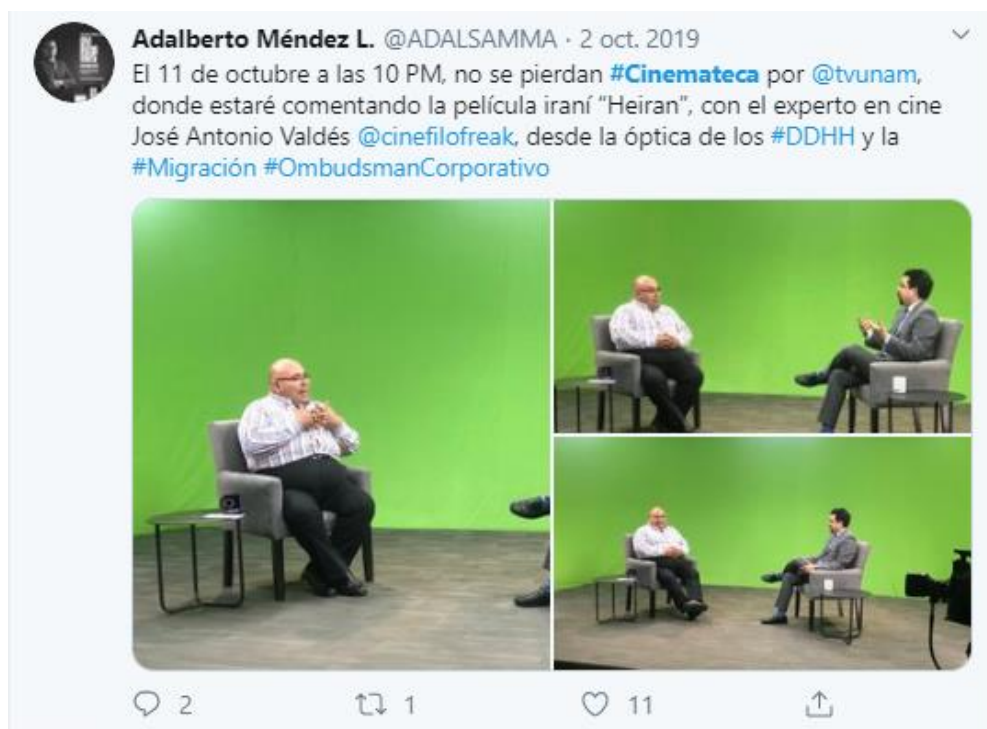 Adalberto Méndez L. @ADALSAMMA · 2 oct. 2019
El 11 de octubre a las 10 PM, no se pierdan #Cinemateca por @tvunam,
donde estaré comentando la película iraní “Heiran”, con el experto en cine
José Antonio Valdés @cinefilofreak, desde la óptica de los #DDHH y la
#Migración #OmbudsmanCorporativo
2 1 11